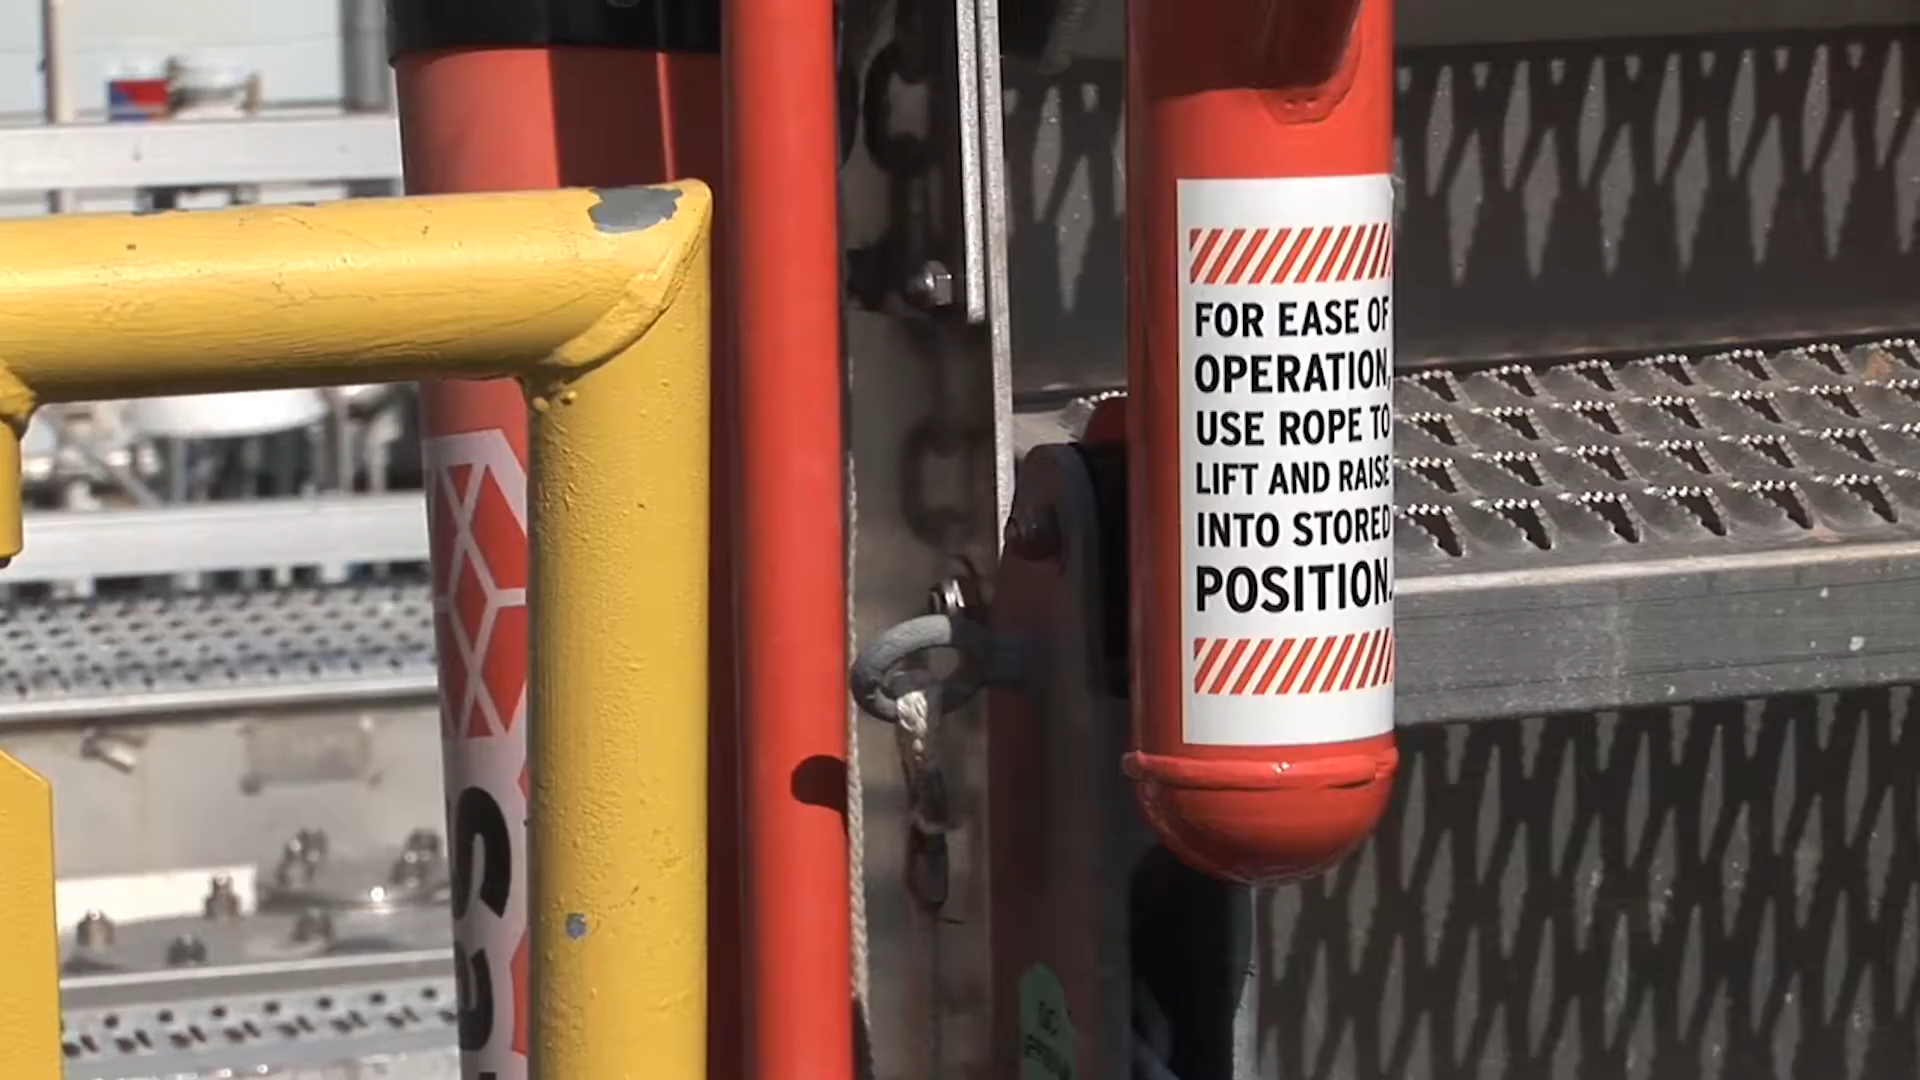 FOR EASE OF
OPERATION,
USE ROPE TO
LIFT AND RAISE
INTO STORED
POSITION.